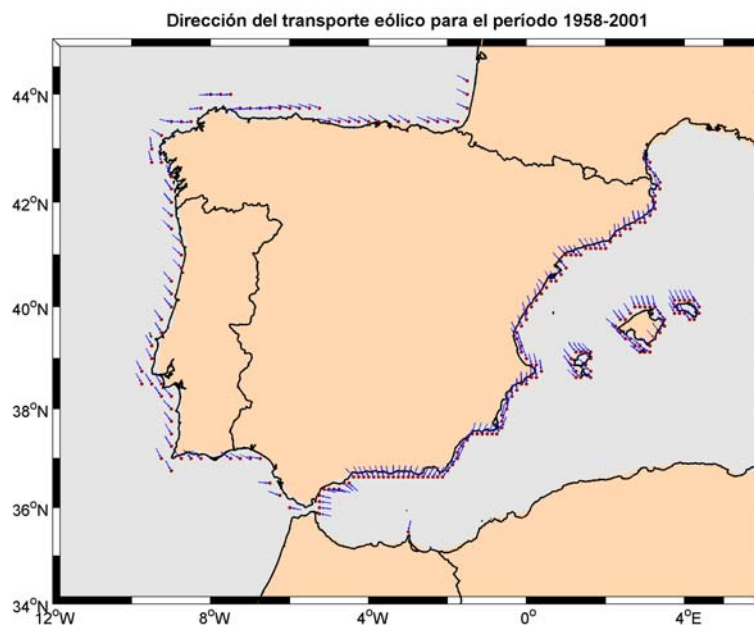 Dirección del transporte eólico para el período 1958-2001
44°N
42°N
40°N
38°N
36°N
34°N
12°W
8°W
4°W
0°
4°E